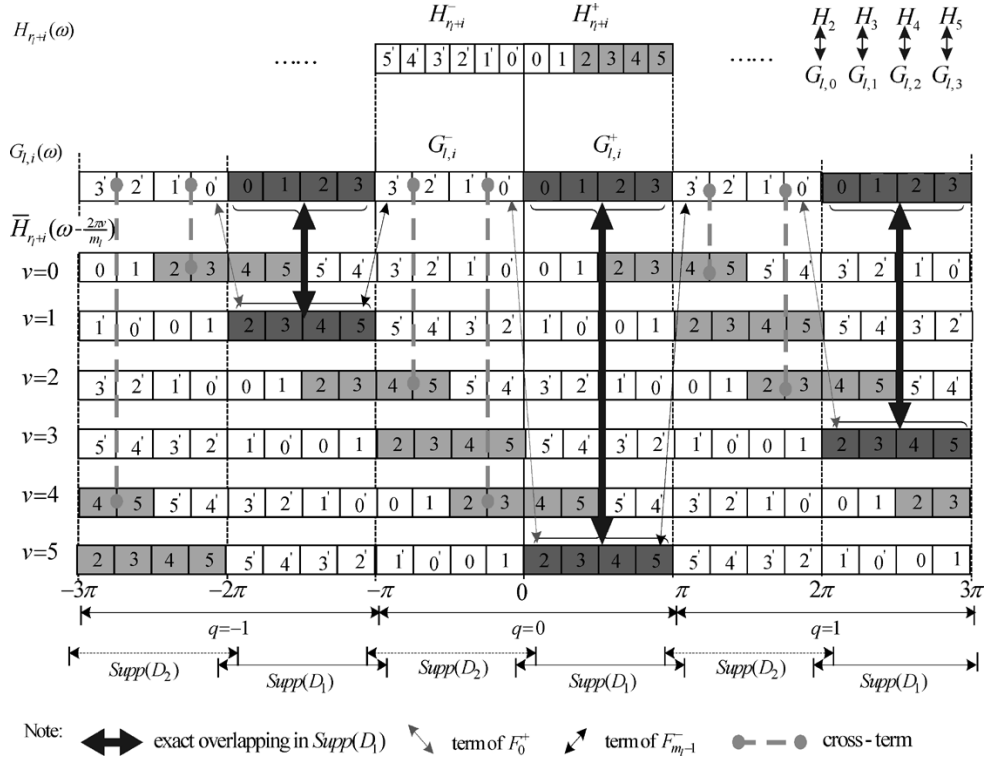 H_{r_l+i}(ω) H^-_{r_l+i} H^+_{r_l+i} H_2 H_3 H_4 H_5
...... 5' 4' 3' 2' 1' 0' 0 1 2 3 4 5 ......
G_{l,0} G_{l,1} G_{l,2} G_{l,3}
G_{l,i}(ω) G^-_{l,i} G^+_{l,i}
3' 2' 1' 0' 0 1 2 3 3' 2' 1' 0' 0 1 2 3 3' 2' 1' 0' 0 1 2 3
H̅_{r_l+i}(ω-\frac{2πv}{m_l})
v=0 0 1 2 3 4 5 5' 4' 3' 2' 1' 0' 0 1 2 3 4 5 5' 4' 3' 2' 1' 0'
v=1 1' 0' 0 1 2 3 4 5 5' 4' 3' 2' 1' 0' 0 1 2 3 4 5 5' 4' 3' 2'
v=2 3' 2' 1' 0' 0 1 2 3 4 5 5' 4' 3' 2' 1' 0' 0 1 2 3 4 5 5' 4'
v=3 5' 4' 3' 2' 1' 0' 0 1 2 3 4 5 5' 4' 3' 2' 1' 0' 0 1 2 3 4 5
v=4 4 5 5' 4' 3' 2' 1' 0' 0 1 2 3 4 5 5' 4' 3' 2' 1' 0' 0 1 2 3
v=5 2 3 4 5 5' 4' 3' 2' 1' 0' 0 1 2 3 4 5 5' 4' 3' 2' 1' 0' 0 1
−3π −2π −π 0 π 2π 3π
q=−1 q=0 q=1
Supp(D_2) Supp(D_1) Supp(D_2) Supp(D_1) Supp(D_2) Supp(D_1)
Note: exact overlapping in Supp(D_1) term of F^+_0 term of F^-_{m_l−1} cross-term